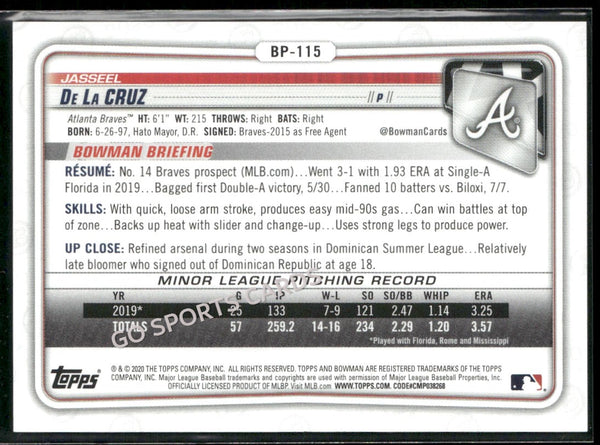 BP-115
JASSEEL
DE LA CRUZ
//P//
Atlanta Braves™ HT: 6'1" WT: 215 THROWS: Right BATS: Right
BORN: 6-26-97, Hato Mayor, D.R. SIGNED: Braves-2015 as Free Agent
@BowmanCards
A
BOWMAN BRIEFING
RÉSUMÉ: No. 14 Braves prospect (MLB.com)...Went 3-1 with 1.93 ERA at Single-A
Florida in 2019...Bagged first Double-A victory, 5/30...Fanned 10 batters vs. Biloxi, 7/7.
SKILLS: With quick, loose arm stroke, produces easy mid-90s gas...Can win battles at top
of zone...Backs up heat with slider and change-up...Uses strong legs to produce power.
UP CLOSE: Refined arsenal during two seasons in Dominican Summer League...Relatively
late bloomer who signed out of Dominican Republic at age 18.
MINOR LEAGUE PITCHING RECORD
YR G IP W-L SO SO/BB WHIP ERA
2019* 25 133 7-9 121 2.47 1.14 3.25
TOTALS 57 259.2 14-16 234 2.29 1.20 3.57
*Played with Florida, Rome and Mississippi
GO SPORTS CARDS
TOPPS
® & © 2020 THE TOPPS COMPANY, INC. ALL RIGHTS RESERVED. TOPPS AND BOWMAN ARE REGISTERED TRADEMARKS OF THE TOPPS
COMPANY, INC. Major League Baseball trademarks and copyrights are used with permission of Major League Baseball Properties, Inc.
OFFICIALLY LICENSED PRODUCT OF MLBP. Visit MLB.com WWW.TOPPS.COM. CODE#CMP038268